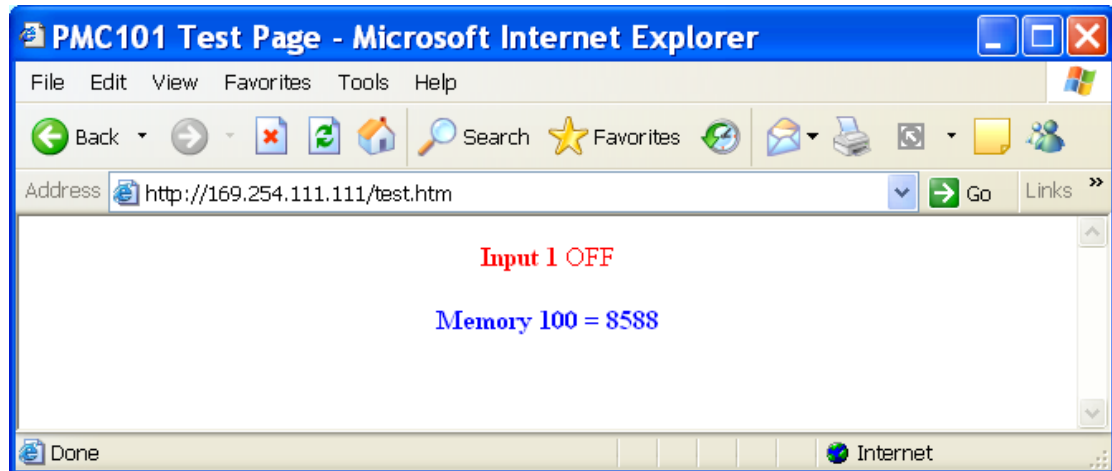 PMC101 Test Page - Microsoft Internet Explorer
File Edit View Favorites Tools Help
Back Search Favorites
Address http://169.254.111.111/test.htm Go Links »
Input 1 OFF
Memory 100 = 8588
Done Internet